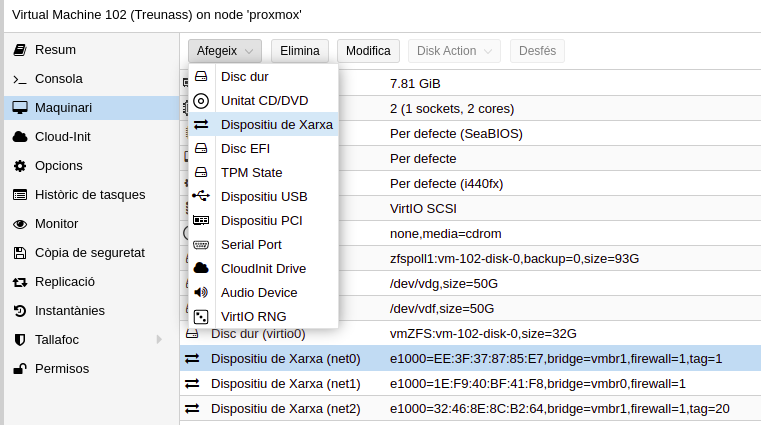 Virtual Machine 102 (Treunass) on node 'proxmox'
Resum
Consola
Maquinari
Cloud-Init
Opcions
Històric de tasques
Monitor
Còpia de seguretat
Replicació
Instantànies
Tallafoc
Permisos
Afegeix Elimina Modifica Disk Action Desfés
Disc dur
Unitat CD/DVD
Dispositiu de Xarxa
Disc EFI
TPM State
Dispositiu USB
Dispositiu PCI
Serial Port
CloudInit Drive
Audio Device
VirtIO RNG
7.81 GiB
2 (1 sockets, 2 cores)
Per defecte (SeaBIOS)
Per defecte
Per defecte (i440fx)
VirtIO SCSI
none,media=cdrom
zfspoll1:vm-102-disk-0,backup=0,size=93G
/dev/vdg,size=50G
/dev/vdf,size=50G
Disc dur (virtio0) vmZFS:vm-102-disk-0,size=32G
Dispositiu de Xarxa (net0) e1000=EE:3F:37:87:85:E7,bridge=vmbr1,firewall=1,tag=1
Dispositiu de Xarxa (net1) e1000=1E:F9:40:BF:41:F8,bridge=vmbr0,firewall=1
Dispositiu de Xarxa (net2) e1000=32:46:8E:8C:B2:64,bridge=vmbr1,firewall=1,tag=20